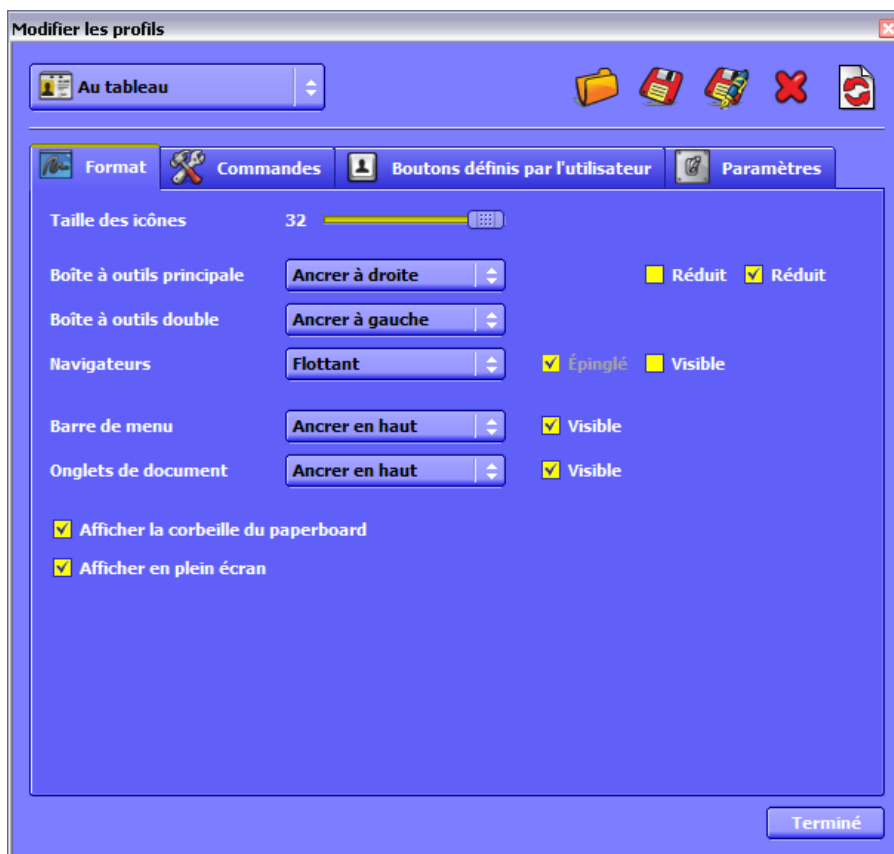 Modifier les profils
Au tableau
Format Commandes Boutons définis par l'utilisateur Paramètres
Taille des icônes 32
Boîte à outils principale Ancrer à droite Réduit Réduit
Boîte à outils double Ancrer à gauche
Navigateurs Flottant Épinglé Visible
Barre de menu Ancrer en haut Visible
Onglets de document Ancrer en haut Visible
Afficher la corbeille du paperboard
Afficher en plein écran
Terminé